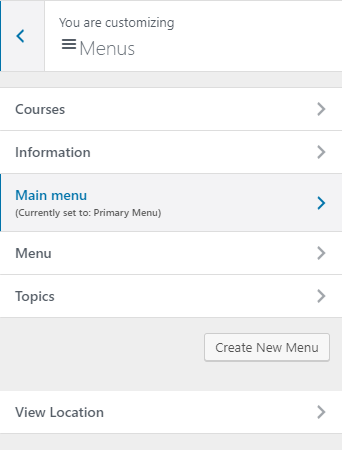 You are customizing
Menus
Courses
Information
Main menu
(Currently set to: Primary Menu)
Menu
Topics
Create New Menu
View Location